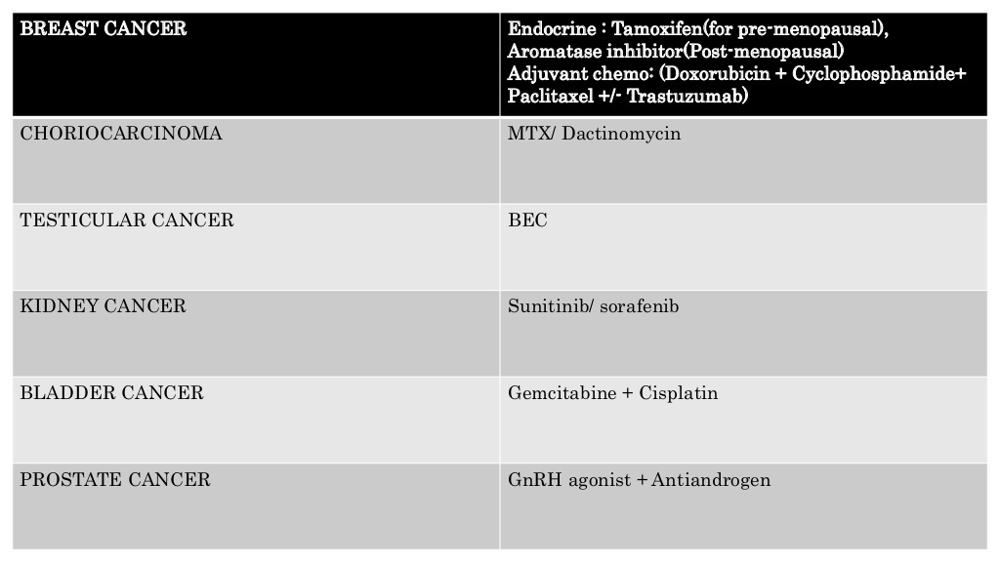 BREAST CANCER
Endocrine : Tamoxifen(for pre-menopausal),
Aromatase inhibitor(Post-menopausal)
Adjuvant chemo: (Doxorubicin + Cyclophosphamide+
Paclitaxel +/- Trastuzumab)
CHORIOCARCINOMA
MTX/ Dactinomycin
TESTICULAR CANCER
BEC
KIDNEY CANCER
Sunitinib/ sorafenib
BLADDER CANCER
Gemcitabine + Cisplatin
PROSTATE CANCER
GnRH agonist + Antiandrogen